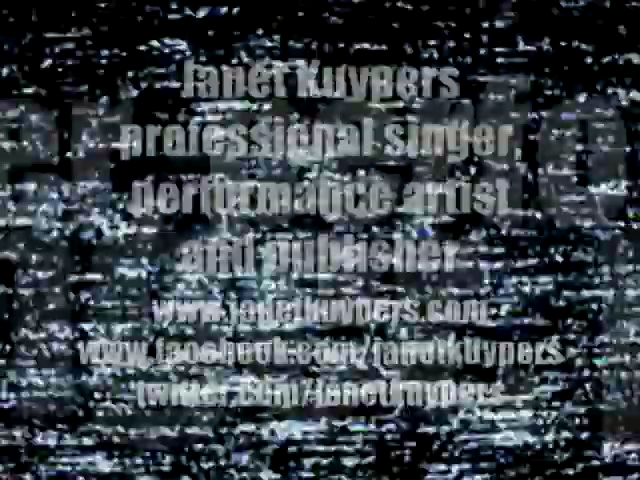 Janet Kuypers
professional singer,
performance artist
and publisher
www.janetkuypers.com
www.facebook.com/janetkuypers
twitter.com/janetkuypers